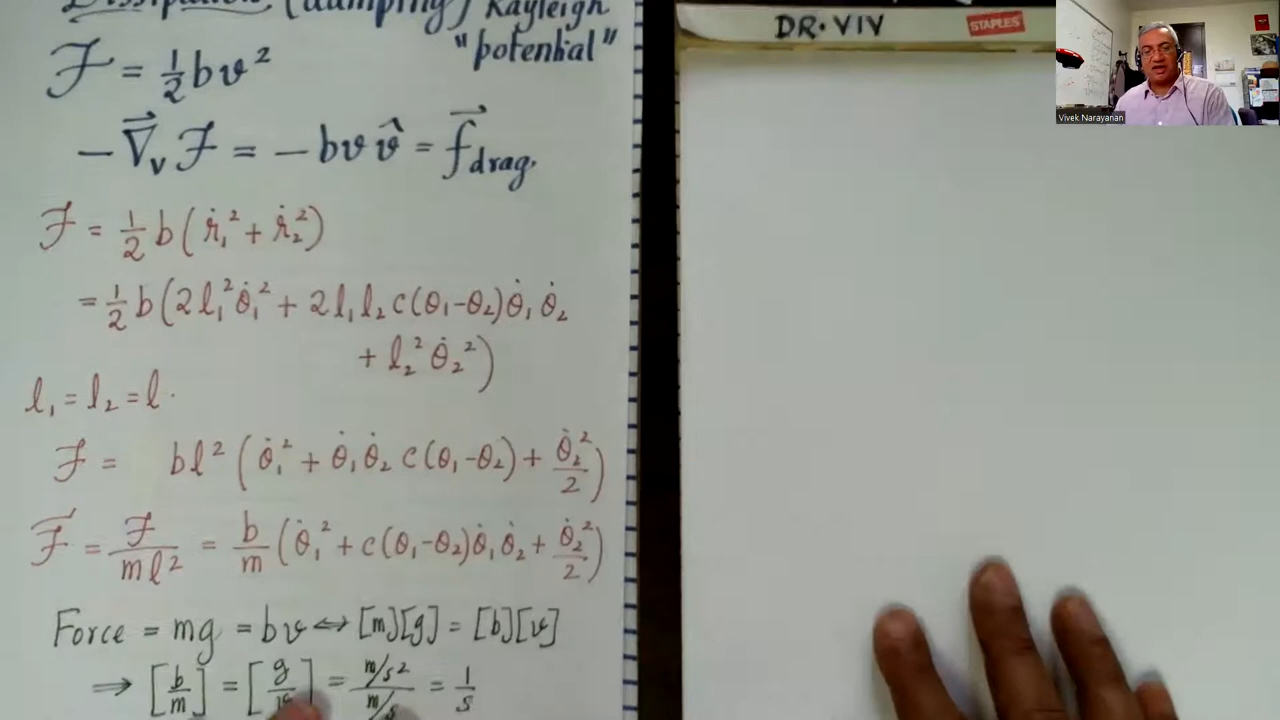 Dissipation (damping) Rayleigh
"potential"
ℱ = ½ b v²
− ∇⃗ᵥ ℱ = − b v v̂ = f⃗drag.
ℱ = ½ b ( ṙ₁² + ṙ₂² )
= ½ b ( 2 l₁² θ̇₁² + 2 l₁ l₂ c(θ₁−θ₂) θ̇₁ θ̇₂
+ l₂² θ̇₂² )
l₁ = l₂ = l.
ℱ = b l² ( θ̇₁² + θ̇₁ θ̇₂ c(θ₁−θ₂) + θ̇₂²/2 )
ℱ̃ = ℱ/ml² = b/m ( θ̇₁² + c(θ₁−θ₂) θ̇₁ θ̇₂ + θ̇₂²/2 )
Force = mg = bv ⇔ [m][g] = [b][v]
⇒ [b/m] = [g/v] = (m/s²)/(m/s) = 1/s
DR. VIV
STAPLES
Vivek Narayanan